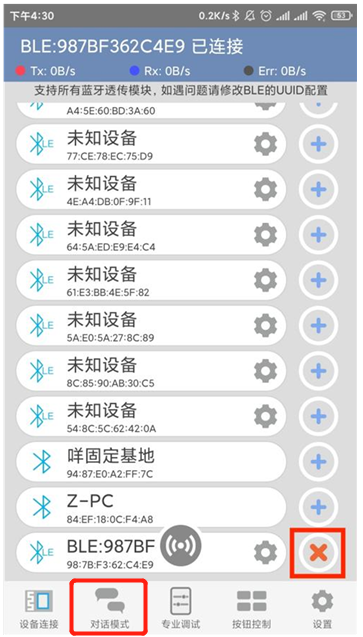 下午4:30
0.2K/s
53
BLE:987BF362C4E9 已连接
Tx: 0B/s
Rx: 0B/s
Err: 0B/s
支持所有蓝牙透传模块，如遇问题请修改BLE的UUID配置
LE
A4:5E:60:BD:3A:60
LE
未知设备
77:CE:78:EC:75:D9
LE
未知设备
4E:A4:DB:0F:9F:11
LE
未知设备
64:5A:ED:E9:E4:C4
LE
未知设备
61:E3:BB:4E:5F:82
LE
未知设备
5A:E0:5A:27:8C:89
LE
未知设备
8C:85:90:AB:30:C5
LE
未知设备
54:8C:5C:62:42:0A
咩固定基地
94:87:E0:A2:FF:7C
Z-PC
84:EF:18:0C:F4:A8
LE
BLE:987BF
98:7B:F3:62:C4:E9
设备连接
对话模式
专业调试
按钮控制
设置